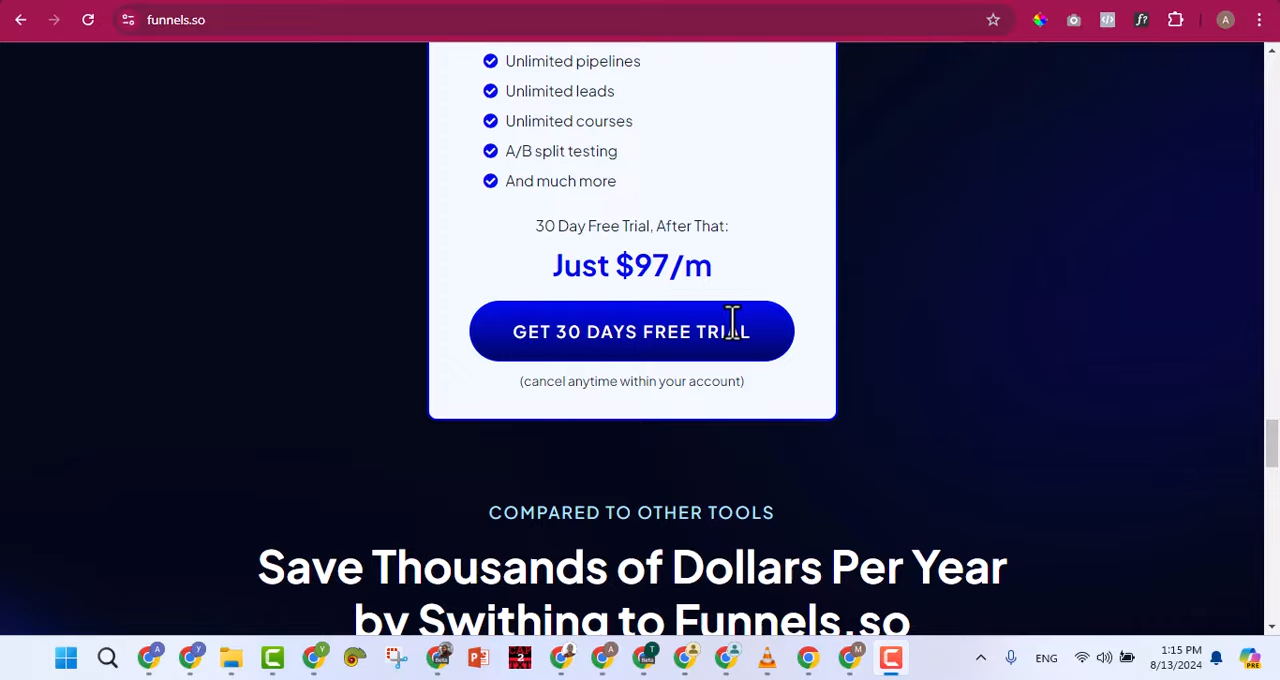 funnels.so
A
Unlimited pipelines
Unlimited leads
Unlimited courses
A/B split testing
And much more
30 Day Free Trial, After That:
Just $97/m
GET 30 DAYS FREE TRIAL
(cancel anytime within your account)
COMPARED TO OTHER TOOLS
Save Thousands of Dollars Per Year
by Swithing to Funnels.so
ENG
1:15 PM
8/13/2024